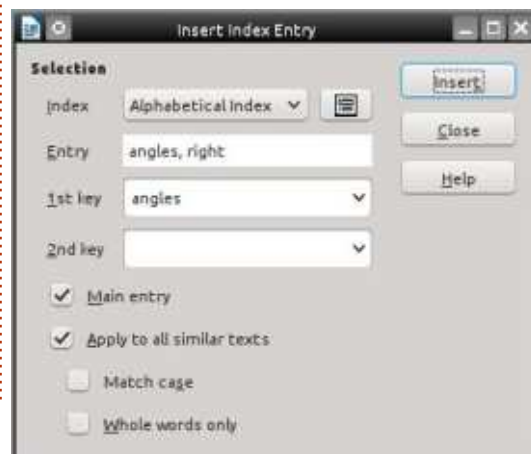 Insert Index Entry
Selection
Insert
Index Alphabetical Index
Close
Entry angles, right
Help
1st key angles
2nd key
Main entry
Apply to all similar texts
Match case
Whole words only